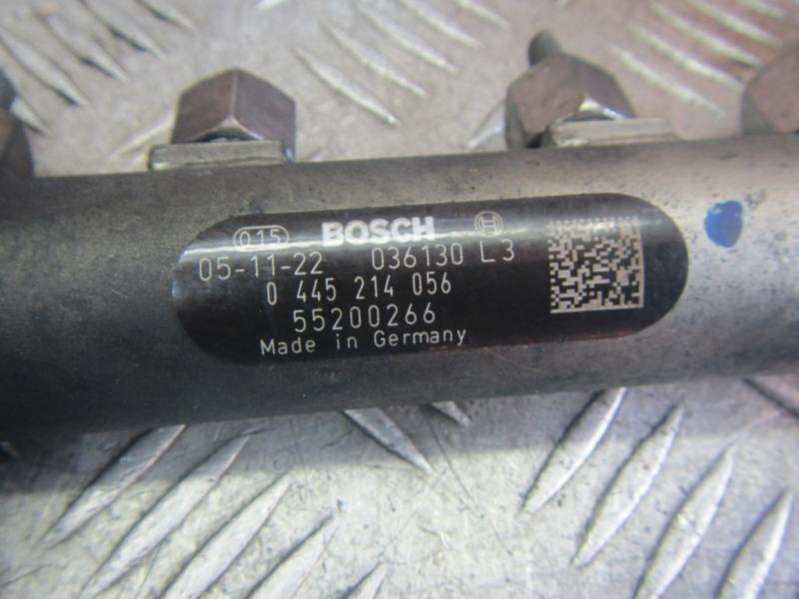 015 BOSCH
05-11-22 036130 L3
0 445 214 056
55200266
Made in Germany